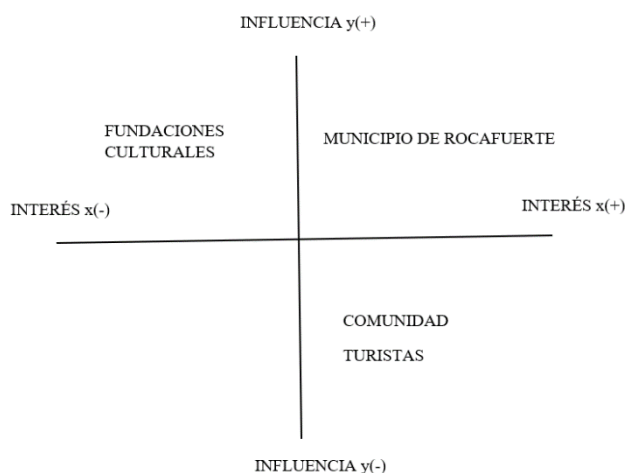 INFLUENCIA y(+)
FUNDACIONES
CULTURALES
MUNICIPIO DE ROCAFUERTE
INTERÉS x(-)
INTERÉS x(+)
COMUNIDAD
TURISTAS
INFLUENCIA y(-)